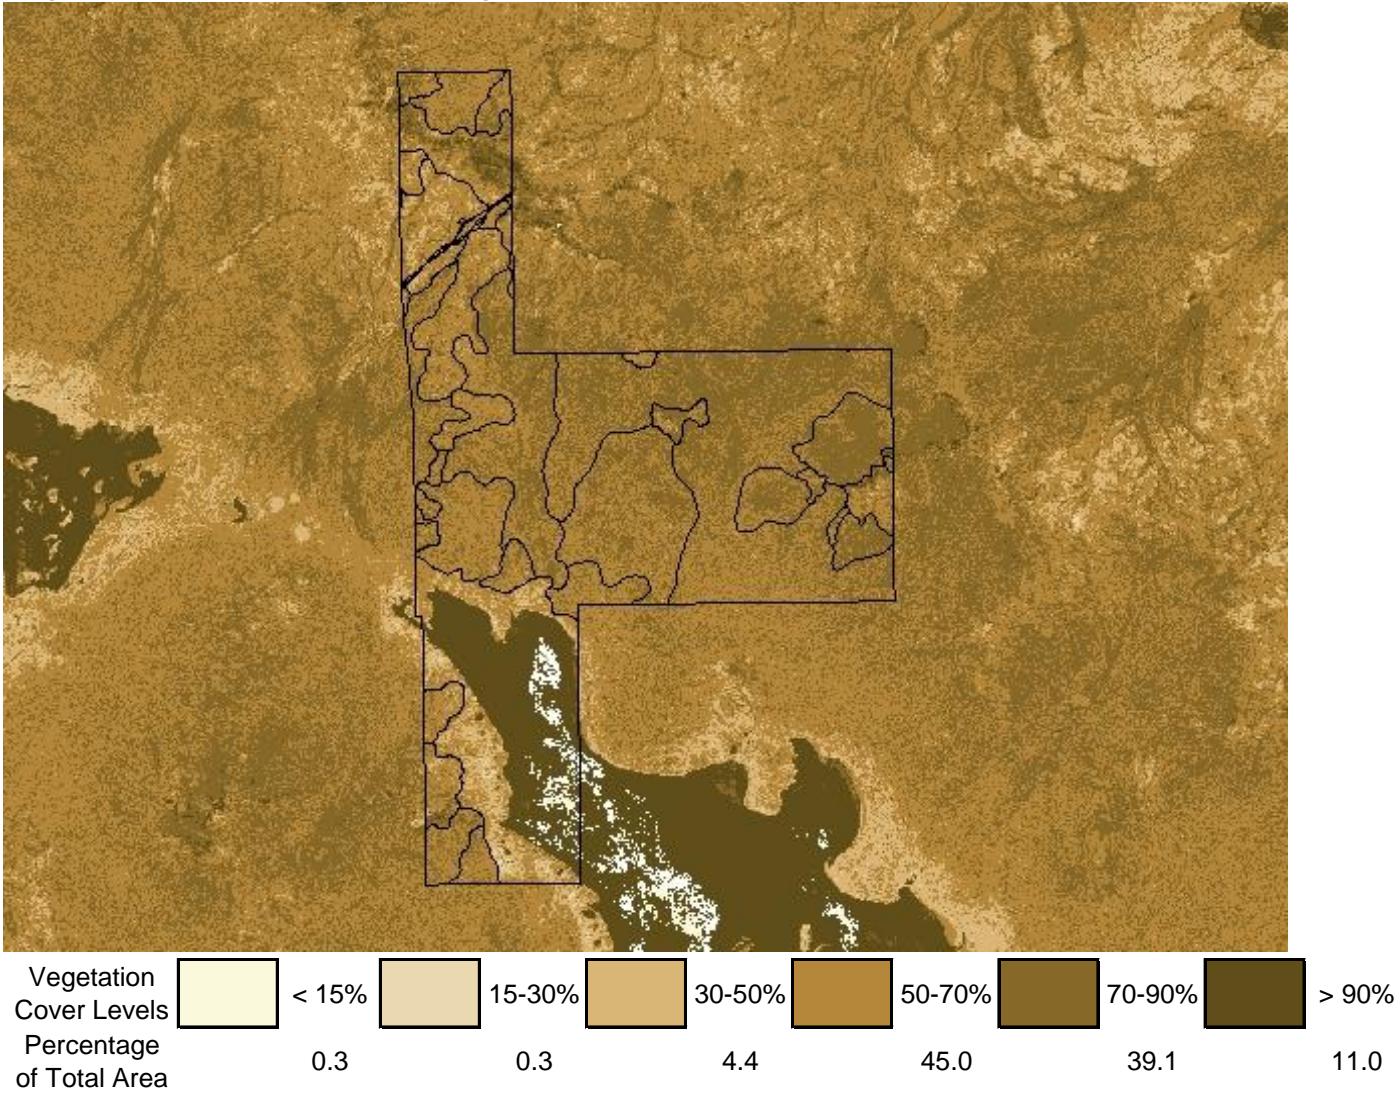 Vegetation
Cover Levels
< 15% 15-30% 30-50% 50-70% 70-90% > 90%
Percentage
of Total Area
0.3 0.3 4.4 45.0 39.1 11.0